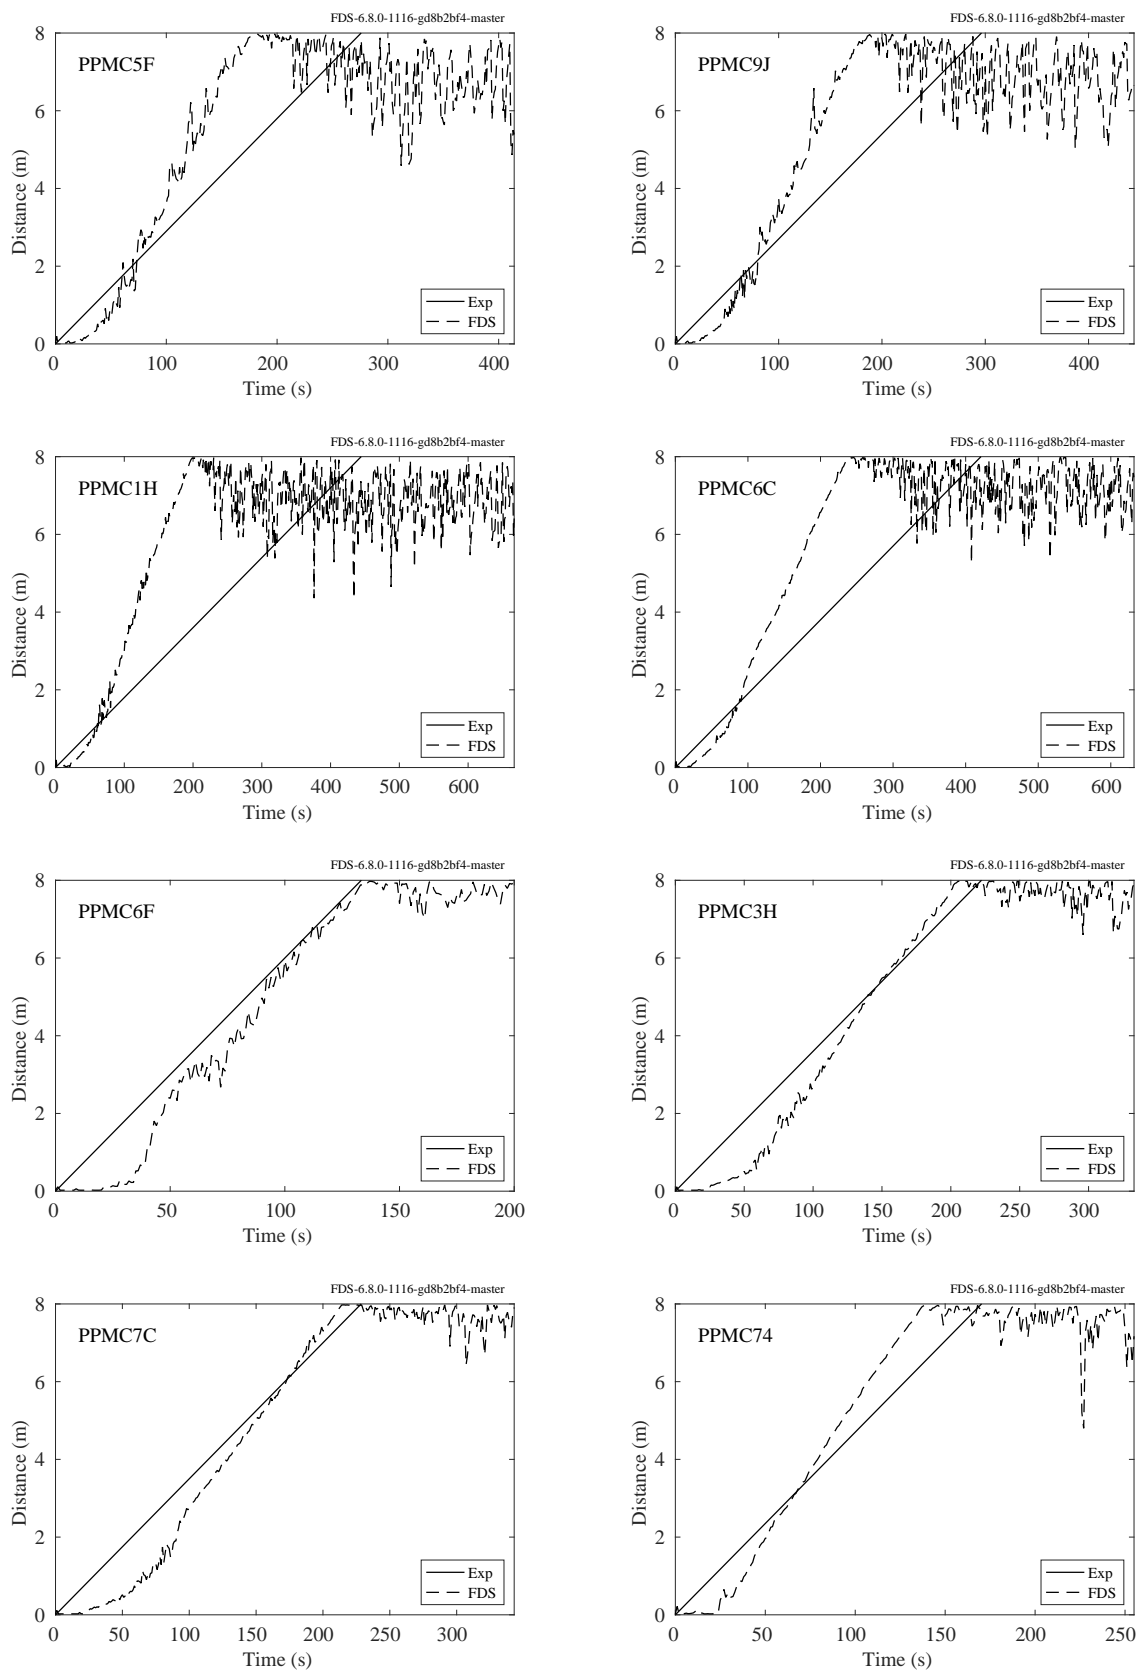 FDS-6.8.0-1116-gd8b2bf4-master
PPMC5F
8
6
4
2
0
Distance (m)
0 100 200 300 400
Time (s)
Exp
FDS
FDS-6.8.0-1116-gd8b2bf4-master
PPMC9J
8
6
4
2
0
Distance (m)
0 100 200 300 400
Time (s)
Exp
FDS
FDS-6.8.0-1116-gd8b2bf4-master
PPMC1H
8
6
4
2
0
Distance (m)
0 100 200 300 400 500 600
Time (s)
Exp
FDS
FDS-6.8.0-1116-gd8b2bf4-master
PPMC6C
8
6
4
2
0
Distance (m)
0 100 200 300 400 500 600
Time (s)
Exp
FDS
FDS-6.8.0-1116-gd8b2bf4-master
PPMC6F
8
6
4
2
0
Distance (m)
0 50 100 150 200
Time (s)
Exp
FDS
FDS-6.8.0-1116-gd8b2bf4-master
PPMC3H
8
6
4
2
0
Distance (m)
0 50 100 150 200 250 300
Time (s)
Exp
FDS
FDS-6.8.0-1116-gd8b2bf4-master
PPMC7C
8
6
4
2
0
Distance (m)
0 50 100 150 200 250 300
Time (s)
Exp
FDS
FDS-6.8.0-1116-gd8b2bf4-master
PPMC74
8
6
4
2
0
Distance (m)
0 50 100 150 200 250
Time (s)
Exp
FDS